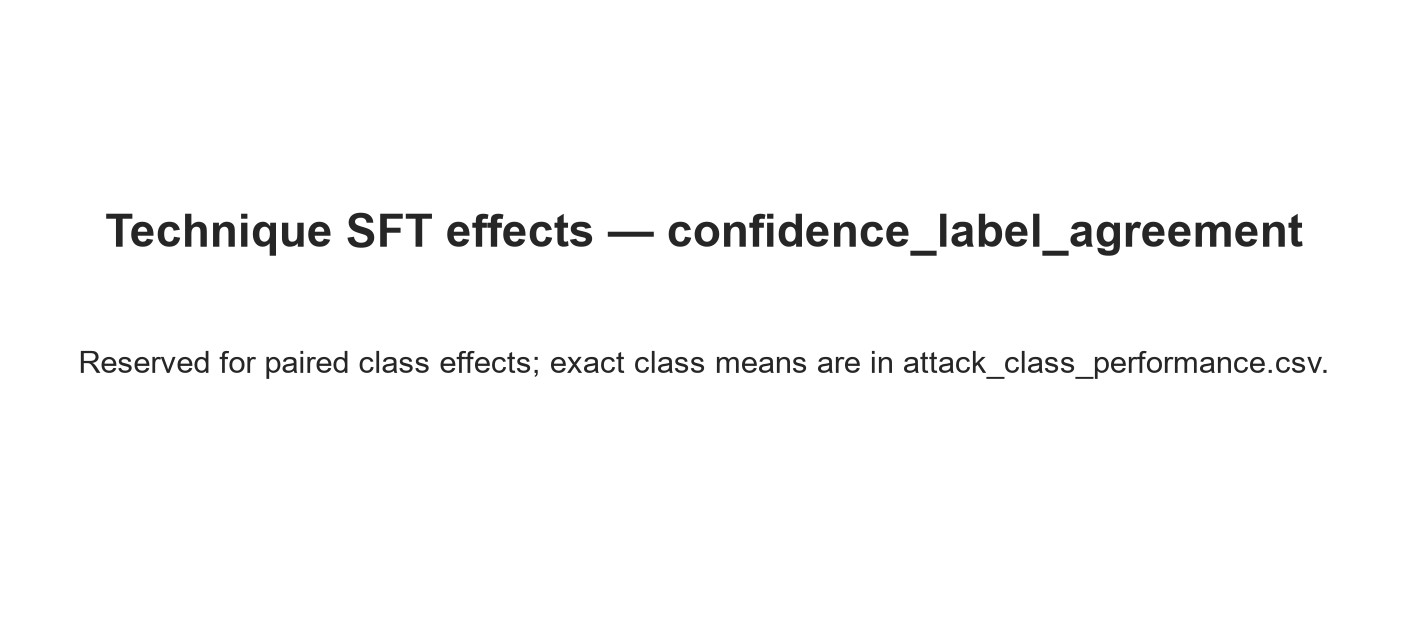 Technique SFT effects — confidence_label_agreement
Reserved for paired class effects; exact class means are in attack_class_performance.csv.